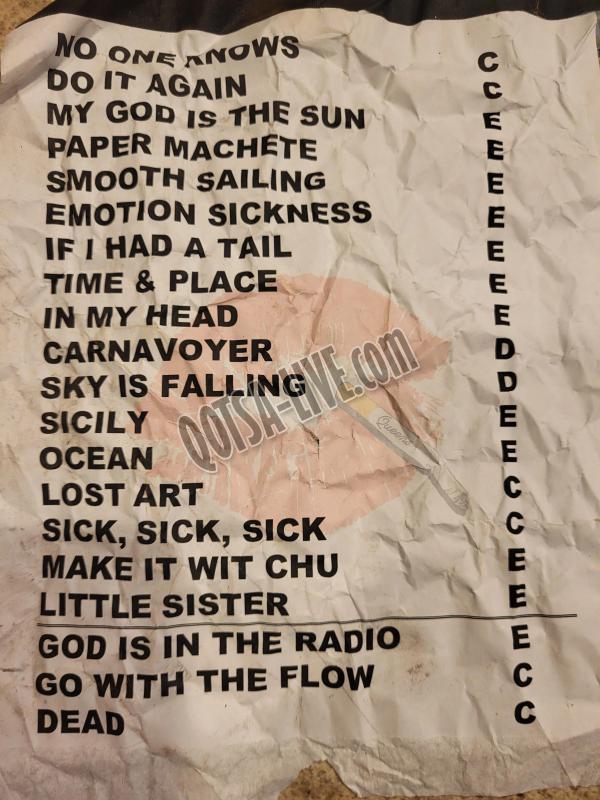 NO ONE KNOWS C
DO IT AGAIN C
MY GOD IS THE SUN E
PAPER MACHETE E
SMOOTH SAILING E
EMOTION SICKNESS E
IF I HAD A TAIL E
TIME & PLACE E
IN MY HEAD E
CARNAVOYER D
SKY IS FALLING D
SICILY E
OCEAN E
LOST ART C
SICK, SICK, SICK C
MAKE IT WIT CHU E
LITTLE SISTER E
GOD IS IN THE RADIO E
GO WITH THE FLOW C
DEAD C
QOTSA-LIVE.com
Queens